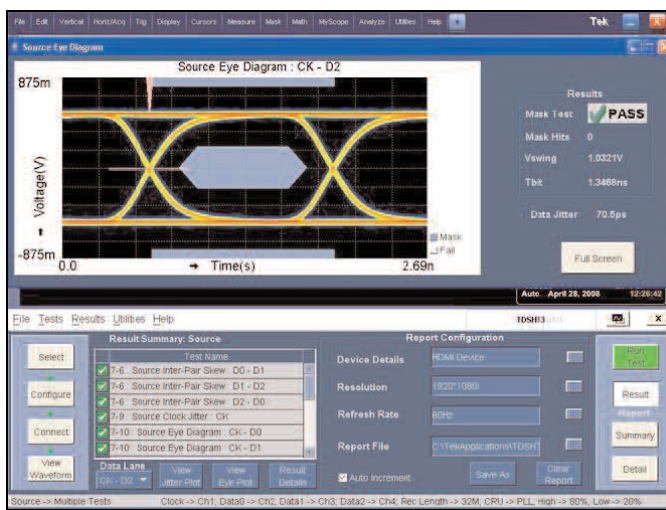 File Edit Vertical Horiz/Acq Trig Display Cursors Measure Mask Math MyScope Analyze Utilities Help Tek
Source Eye Diagram
Source Eye Diagram : CK - D2
875m
Voltage(V)
-875m
0.0
Time(s)
2.69n
Mask
Fail
Results
Mask Test PASS
Mask Hits 0
Vswing 1.0321V
Tbit 1.3468ns
Data Jitter 70.5ps
Full Screen
Auto April 28, 2008 12:26:42
File Tests Results Utilities Help TDSHT3
Select
Configure
Connect
View Waveform
Result Summary: Source
Test Name
7-6 : Source Inter-Pair Skew : D0 - D1
7-6 : Source Inter-Pair Skew : D1 - D2
7-6 : Source Inter-Pair Skew : D2 - D0
7-9 : Source Clock Jitter : CK
7-10 : Source Eye Diagram : CK - D0
7-10 : Source Eye Diagram : CK - D1
Data Lane
CK - D2
View Jitter Plot
View Eye Plot
Result Details
Report Configuration
Device Details HDMI Device
Resolution 1920*1080i
Refresh Rate 60Hz
Report File C:\TekApplications\TDSHT
Auto Increment
Save As
Clear Report
Run Test
Result
Report
Summary
Detail
Source -> Multiple Tests Clock -> Ch1, Data0 -> Ch2, Data1 -> Ch3, Data2 -> Ch4, Rec Length -> 32M, CRU -> PLL, High -> 80%, Low -> 20%